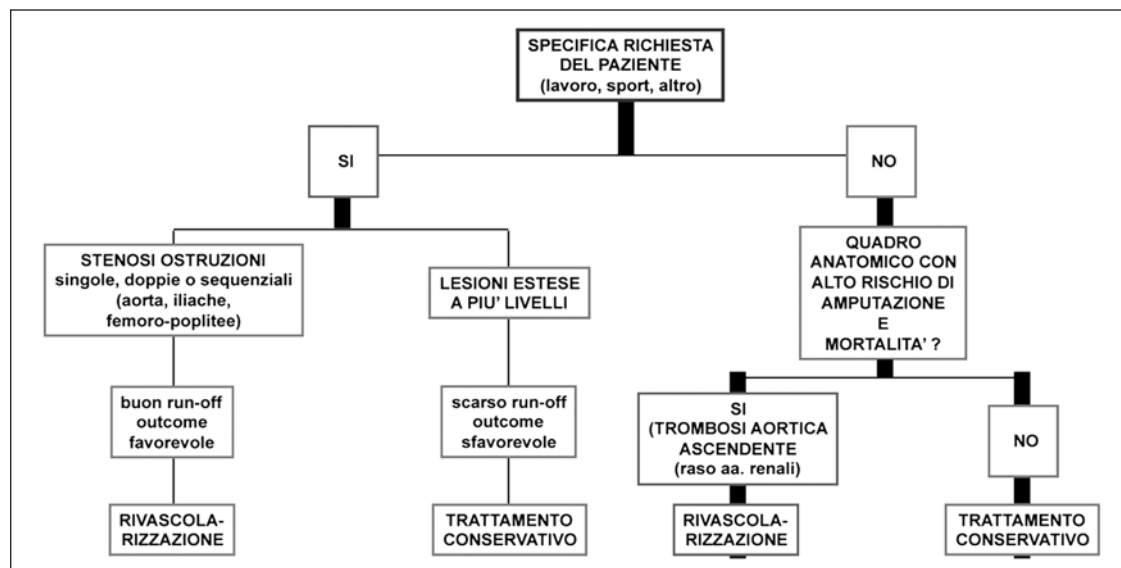 SPECIFICA RICHIESTA
DEL PAZIENTE
(lavoro, sport, altro)
SI
NO
STENOSI OSTRUZIONI
singole, doppie o sequenziali
(aorta, iliache,
femoro-poplitee)
LESIONI ESTESE
A PIU' LIVELLI
QUADRO
ANATOMICO CON
ALTO RISCHIO DI
AMPUTAZIONE
E
MORTALITA' ?
buon run-off
outcome
favorevole
scarso run-off
outcome
sfavorevole
SI
(TROMBOSI AORTICA
ASCENDENTE
(raso aa. renali)
NO
RIVASCOLA-
RIZZAZIONE
TRATTAMENTO
CONSERVATIVO
RIVASCOLA-
RIZZAZIONE
TRATTAMENTO
CONSERVATIVO